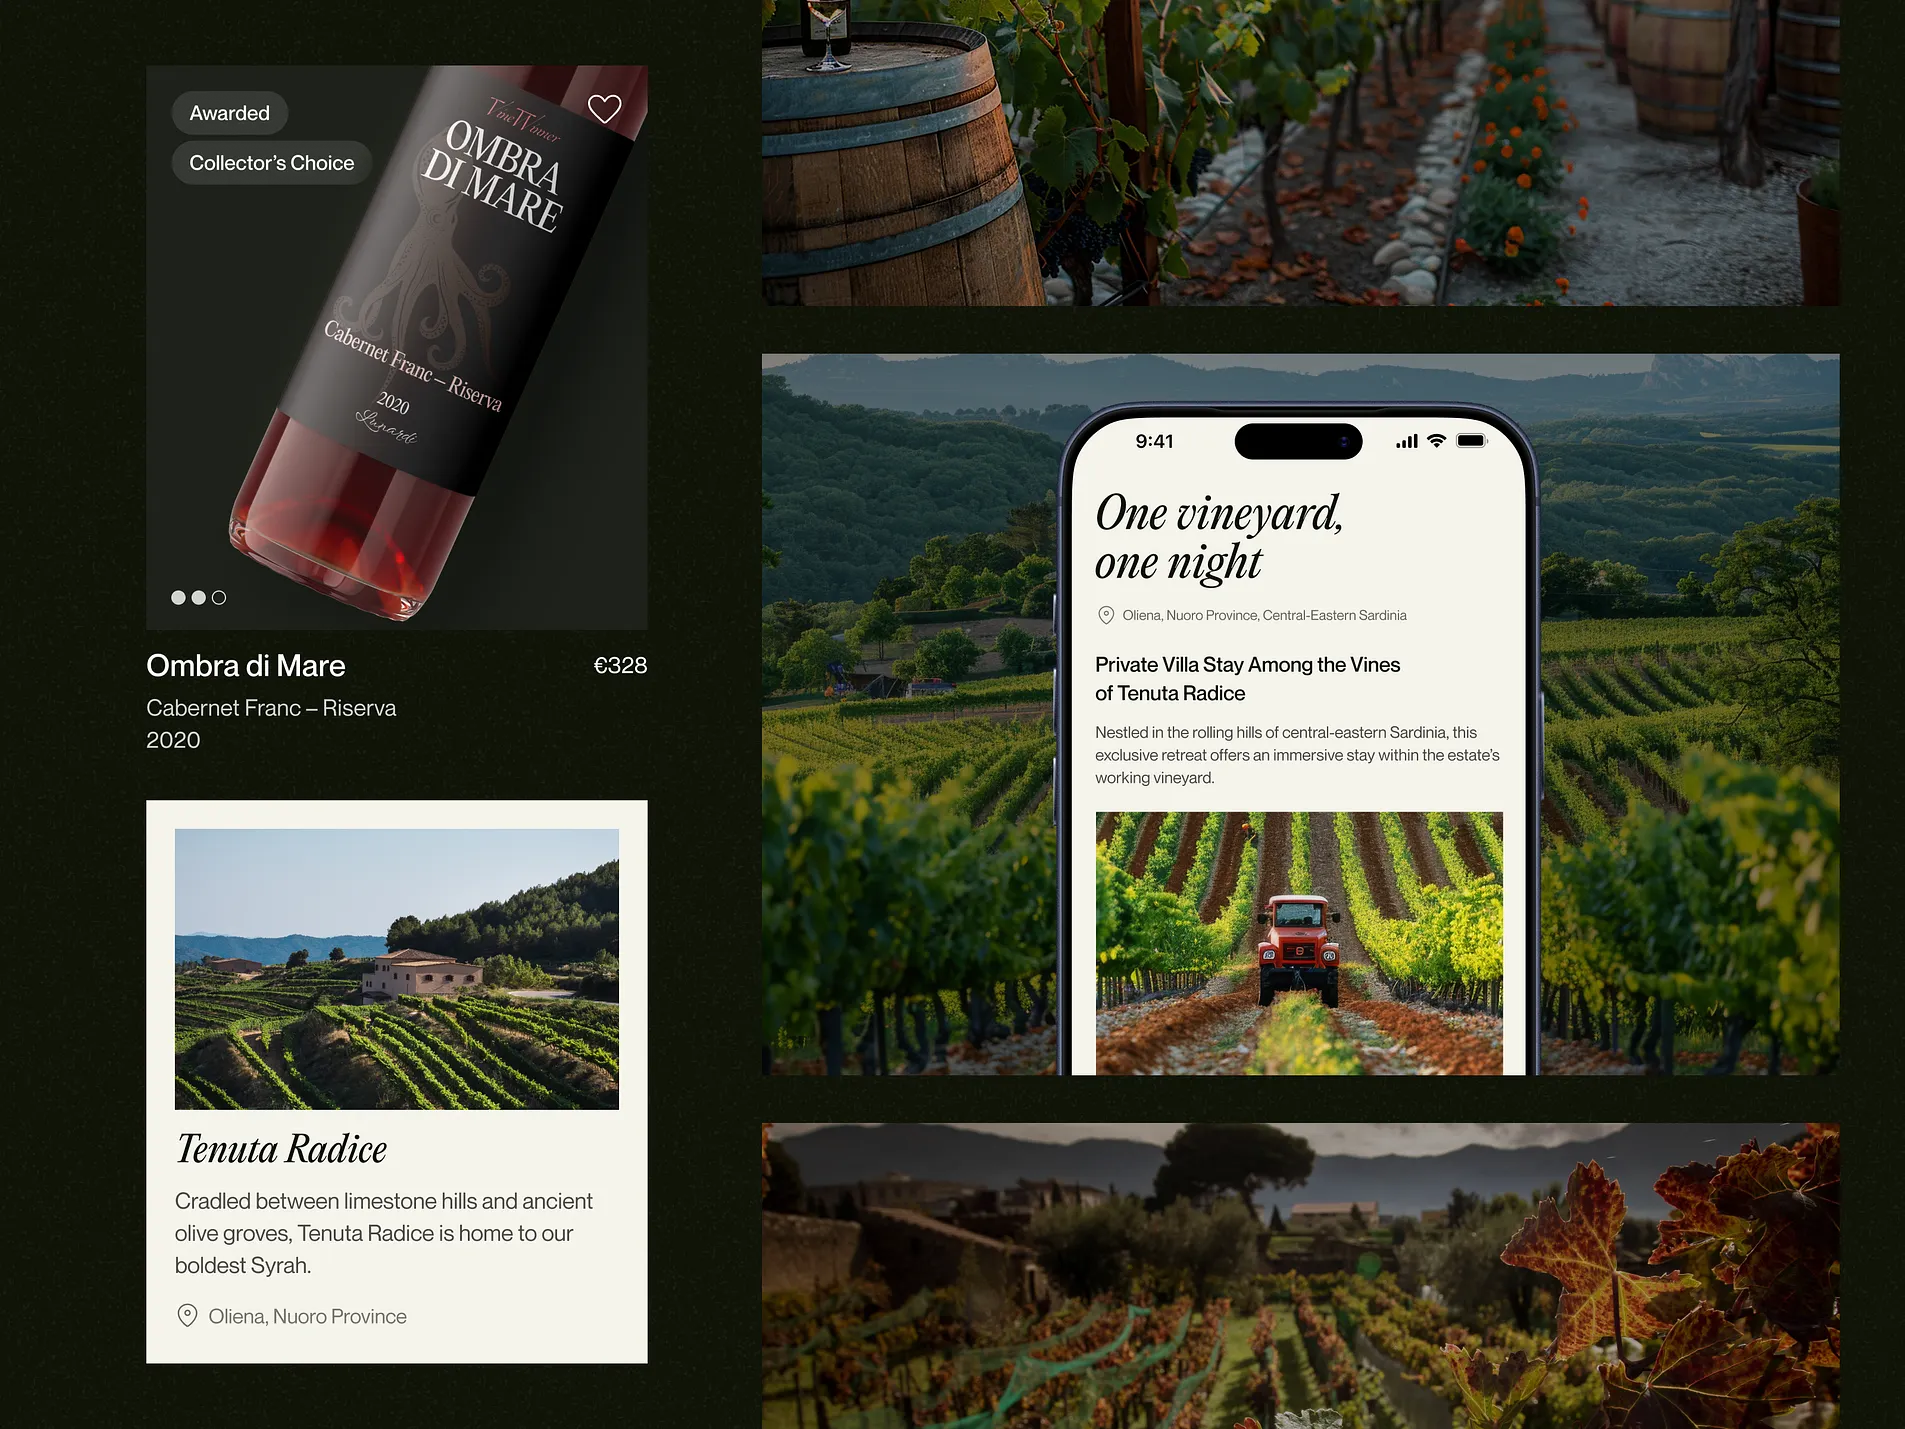 Awarded
Collector's Choice
VineWinner
OMBRA
DI MARE
Cabernet Franc – Riserva
2020
Lunardi
Ombra di Mare
€328
Cabernet Franc – Riserva
2020
Tenuta Radice
Cradled between limestone hills and ancient
olive groves, Tenuta Radice is home to our
boldest Syrah.
Oliena, Nuoro Province
9:41
One vineyard,
one night
Oliena, Nuoro Province, Central-Eastern Sardinia
Private Villa Stay Among the Vines
of Tenuta Radice
Nestled in the rolling hills of central-eastern Sardinia, this
exclusive retreat offers an immersive stay within the estate's
working vineyard.